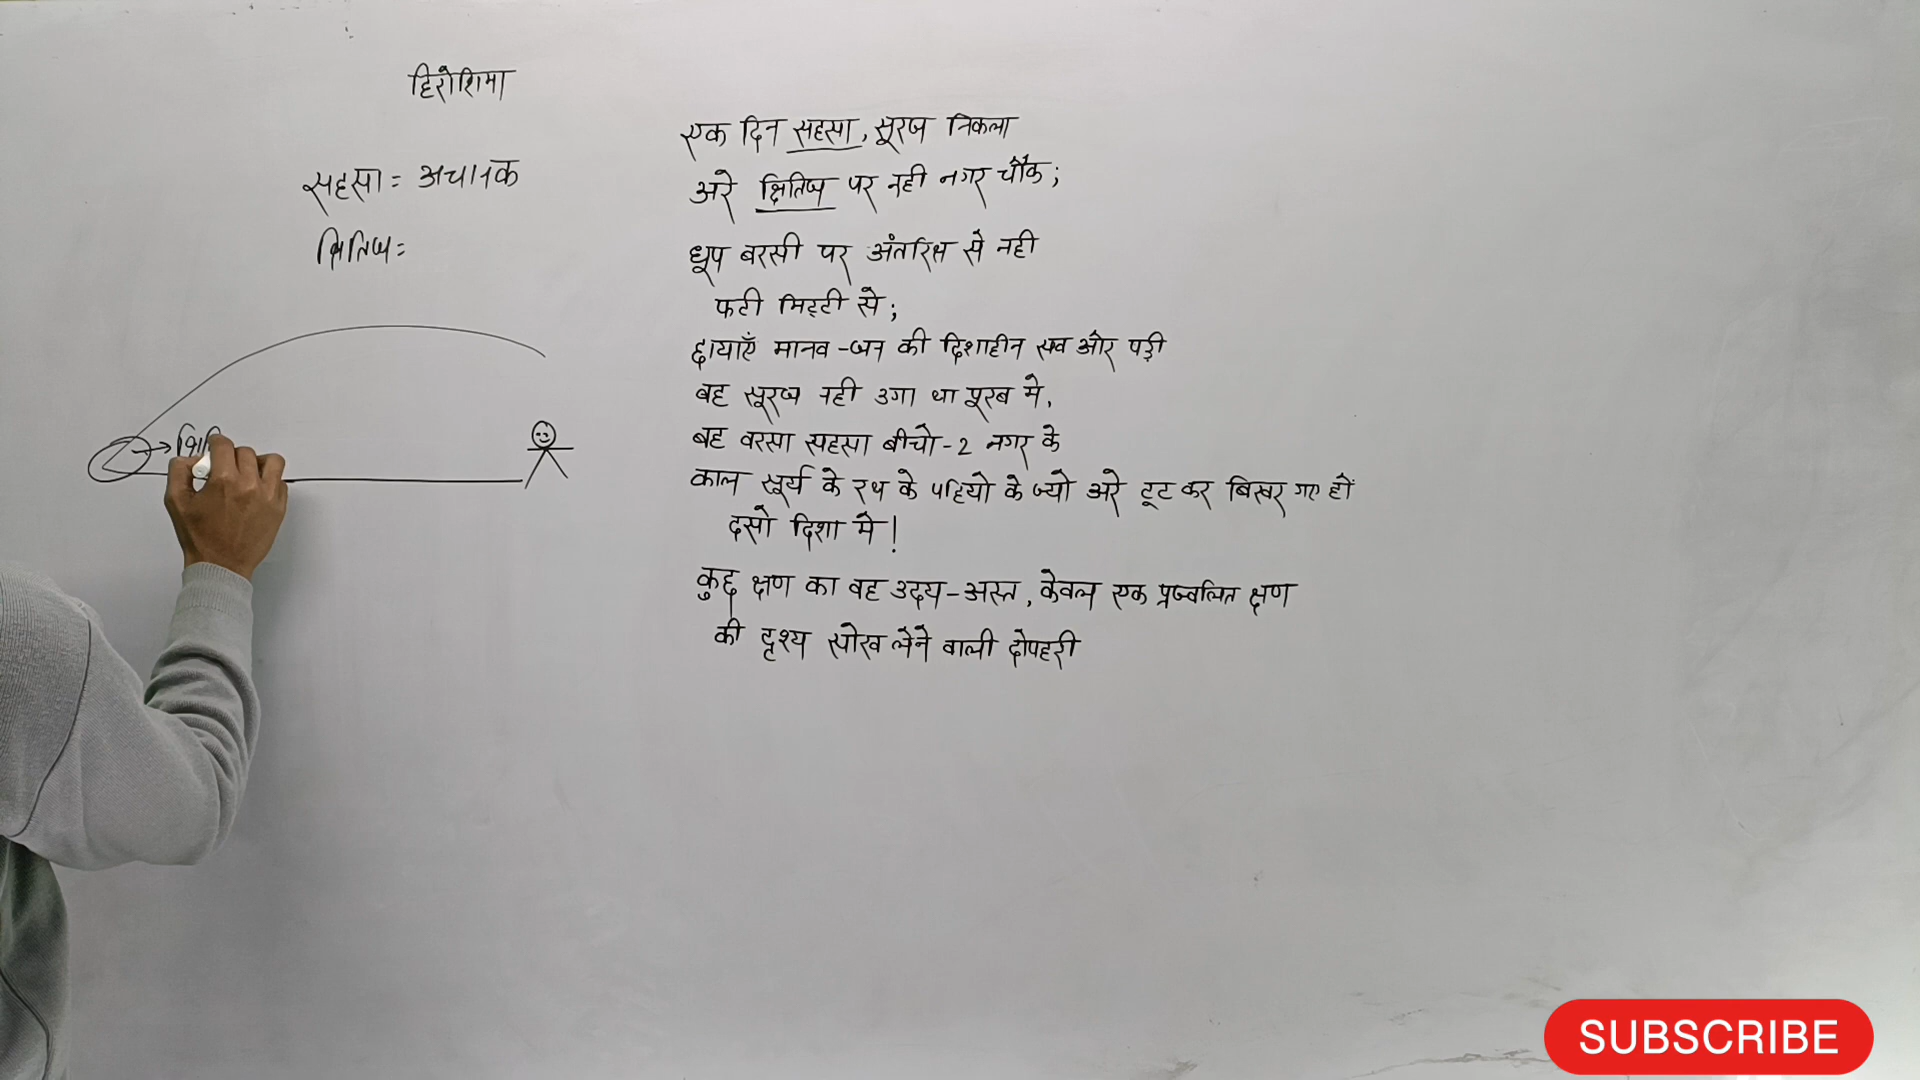 हिरोशिमा
सहसा = अचानक
क्षितिज =
एक दिन सहसा, सूरज निकला
अरे क्षितिज पर नही नगर चौक;
धूप बरसी पर अंतरिक्ष से नही
फटी मिट्टी से;
छायाएँ मानव-जन की दिशाहीन सब ओर पड़ी
वह सूरज नही उगा था पूरब मे,
वह बरसा सहसा बीचो-2 नगर के
काल सूर्य के रथ के पहियो के ज्यो अरे टूट कर बिखर गए हों
दसो दिशा मे!
कुछ क्षण का वह उदय-अस्त, केवल एक प्रज्वलित क्षण
की दृश्य सोख लेने वाली दोपहरी
SUBSCRIBE